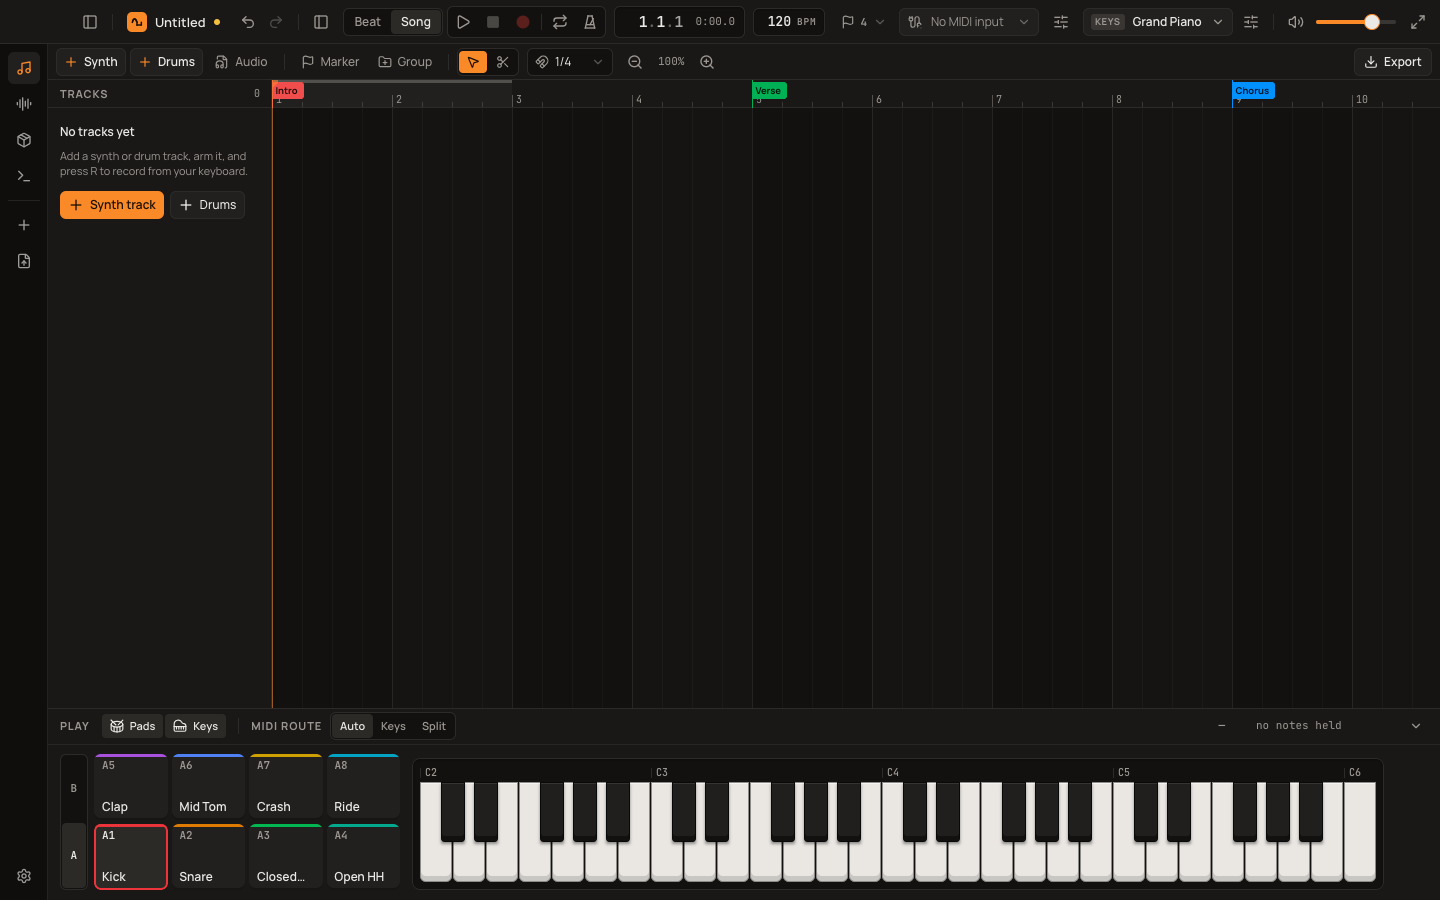 Untitled
Beat
Song
1.1.1
0:00.0
120 BPM
4
No MIDI input
KEYS
Grand Piano
Synth
Drums
Audio
Marker
Group
1/4
100%
Export
TRACKS
0
Intro
Verse
Chorus
1
2
3
4
5
6
7
8
9
10
No tracks yet
Add a synth or drum track, arm it, and
press R to record from your keyboard.
Synth track
Drums
PLAY
Pads
Keys
MIDI ROUTE
Auto
Keys
Split
–
no notes held
B
A5
Clap
A6
Mid Tom
A7
Crash
A8
Ride
A
A1
Kick
A2
Snare
A3
Closed...
A4
Open HH
C2
C3
C4
C5
C6